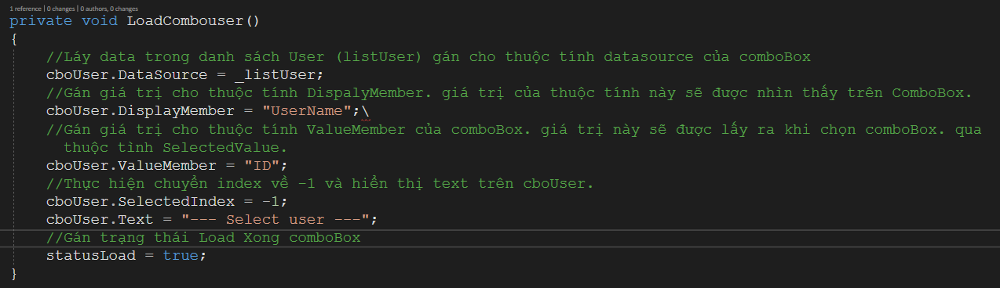 1 reference | 0 changes | 0 authors, 0 changes
private void LoadCombouser()
{
//Láy data trong danh sách User (listUser) gán cho thuộc tính datasource của comboBox
cboUser.DataSource = _listUser;
//Gán giá trị cho thuộc tính DispalyMember. giá trị của thuộc tính này sẽ được nhìn thấy trên ComboBox.
cboUser.DisplayMember = "UserName";\
//Gán giá trị cho thuộc tính ValueMember của comboBox. giá trị này sẽ được lấy ra khi chọn comboBox. qua
thuộc tình SelectedValue.
cboUser.ValueMember = "ID";
//Thực hiện chuyển index về -1 và hiển thị text trên cboUser.
cboUser.SelectedIndex = -1;
cboUser.Text = "--- Select user ---";
//Gán trạng thái Load Xong comboBox
statusLoad = true;
}